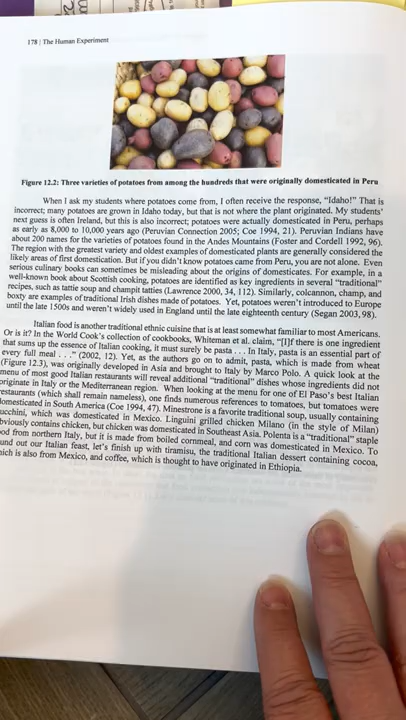 178 | The Human Experiment
Figure 12.2: Three varieties of potatoes from among the hundreds that were originally domesticated in Peru
When I ask my students where potatoes come from, I often receive the response, "Idaho!" That is
incorrect; many potatoes are grown in Idaho today, but that is not where the plant originated. My students'
next guess is often Ireland, but this is also incorrect; potatoes were actually domesticated in Peru, perhaps
as early as 8,000 to 10,000 years ago (Peruvian Connection 2005; Coe 1994, 21). Peruvian Indians have
about 200 names for the varieties of potatoes found in the Andes Mountains (Foster and Cordell 1992, 96).
The region with the greatest variety and oldest examples of domesticated plants are generally considered the
likely areas of first domestication. But if you didn't know potatoes came from Peru, you are not alone. Even
serious culinary books can sometimes be misleading about the origins of domesticates. For example, in a
well-known book about Scottish cooking, potatoes are identified as key ingredients in several "traditional"
recipes, such as tattie soup and champit tatties (Lawrence 2000, 34, 112). Similarly, colcannon, champ, and
boxty are examples of traditional Irish dishes made of potatoes. Yet, potatoes weren't introduced to Europe
until the late 1500s and weren't widely used in England until the late eighteenth century (Segan 2003, 98).
Italian food is another traditional ethnic cuisine that is at least somewhat familiar to most Americans.
Or is it? In the World Cook's collection of cookbooks, Whiteman et al. claim, "[I]f there is one ingredient
that sums up the essence of Italian cooking, it must surely be pasta . . . In Italy, pasta is an essential part of
every full meal . . ." (2002, 12). Yet, as the authors go on to admit, pasta, which is made from wheat
(Figure 12.3), was originally developed in Asia and brought to Italy by Marco Polo. A quick look at the
menu of most good Italian restaurants will reveal additional "traditional" dishes whose ingredients did not
originate in Italy or the Mediterranean region. When looking at the menu for one of El Paso's best Italian
restaurants (which shall remain nameless), one finds numerous references to tomatoes, but tomatoes were
domesticated in South America (Coe 1994, 47). Minestrone is a favorite traditional soup, usually containing
ucchini, which was domesticated in Mexico. Linguini grilled chicken Milano (in the style of Milan)
bviously contains chicken, but chicken was domesticated in Southeast Asia. Polenta is a "traditional" staple
od from northern Italy, but it is made from boiled cornmeal, and corn was domesticated in Mexico. To
und out our Italian feast, let's finish up with tiramisu, the traditional Italian dessert containing cocoa,
ich is also from Mexico, and coffee, which is thought to have originated in Ethiopia.